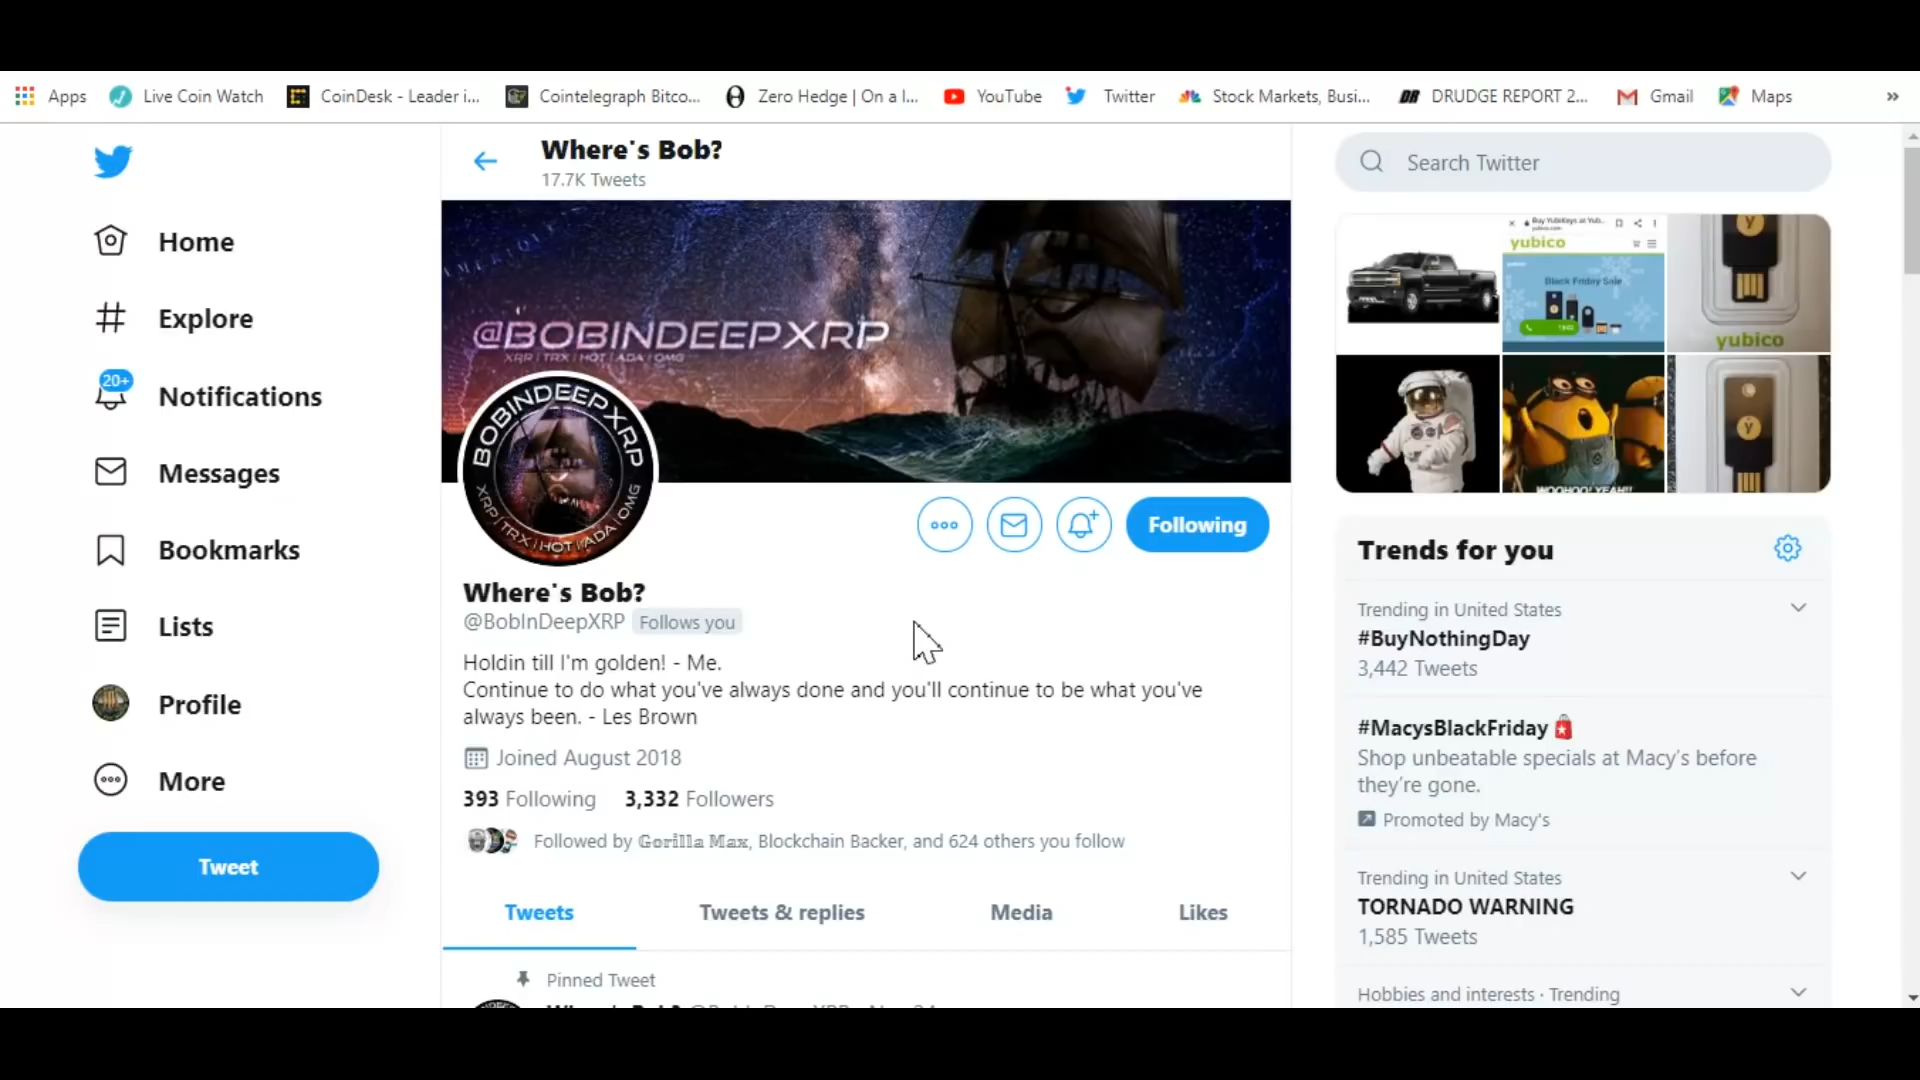 Apps
Live Coin Watch
CoinDesk - Leader i...
Cointelegraph Bitco...
Zero Hedge | On a l...
YouTube
Twitter
Stock Markets, Busi...
DRUDGE REPORT 2...
Gmail
Maps
»
Home
Explore
20+
Notifications
Messages
Bookmarks
Lists
Profile
More
Tweet
Where's Bob?
17.7K Tweets
@BOBINDEEPXRP
XRP | TRX | HOT | ADA | OMG
BOBINDEEPXRP
XRP | TRX | HOT | ADA | OMG
Following
Where's Bob?
@BobInDeepXRP Follows you
Holdin till I'm golden! - Me.
Continue to do what you've always done and you'll continue to be what you've
always been. - Les Brown
Joined August 2018
393 Following 3,332 Followers
Followed by Gorilla Max, Blockchain Backer, and 624 others you follow
Tweets
Tweets & replies
Media
Likes
Pinned Tweet
Search Twitter
Buy YubiKeys at Yub...
yubico.com
yubico
Black Friday Sale
yubico
WOOHOO! YEAH!!
Trends for you
Trending in United States
#BuyNothingDay
3,442 Tweets
#MacysBlackFriday
Shop unbeatable specials at Macy's before
they're gone.
Promoted by Macy's
Trending in United States
TORNADO WARNING
1,585 Tweets
Hobbies and interests · Trending